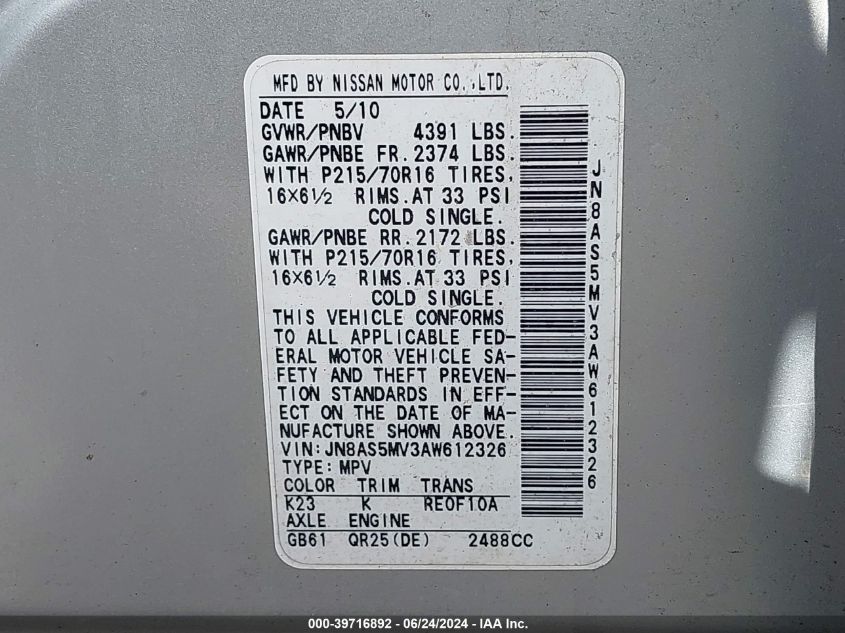 MFD BY NISSAN MOTOR CO.,LTD.
DATE 5/10
GVWR/PNBV 4391 LBS.
GAWR/PNBE FR. 2374 LBS.
WITH P215/70R16 TIRES.
16X6½ RIMS. AT 33 PSI
COLD SINGLE.
GAWR/PNBE RR. 2172 LBS.
WITH P215/70R16 TIRES.
16X6½ RIMS. AT 33 PSI
COLD SINGLE.
THIS VEHICLE CONFORMS
TO ALL APPLICABLE FED-
ERAL MOTOR VEHICLE SA-
FETY AND THEFT PREVEN-
TION STANDARDS IN EFF-
ECT ON THE DATE OF MA-
NUFACTURE SHOWN ABOVE.
VIN:JN8AS5MV3AW612326
TYPE: MPV
COLOR TRIM TRANS
K23 K RE0F10A
AXLE ENGINE
GB61 QR25(DE) 2488CC
JN8AS5MV3AW612326
000-39716892 - 06/24/2024 - IAA Inc.